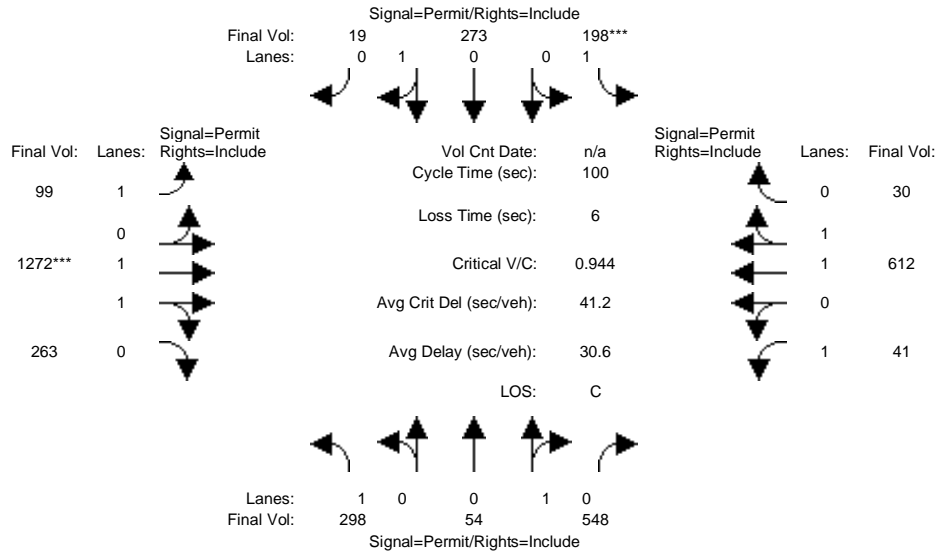 Signal=Permit/Rights=Include
Final Vol: 19 273 198***
Lanes: 0 1 0 0 1
Signal=Permit
Final Vol: Lanes: Rights=Include
Vol Cnt Date: n/a
Signal=Permit
Rights=Include Lanes: Final Vol:
Cycle Time (sec): 100
99 1
0 30
Loss Time (sec): 6
0
1
1272*** 1
Critical V/C: 0.944
1 612
1
Avg Crit Del (sec/veh): 41.2
0
263 0
Avg Delay (sec/veh): 30.6
1 41
LOS: C
Lanes: 1 0 0 1 0
Final Vol: 298 54 548
Signal=Permit/Rights=Include